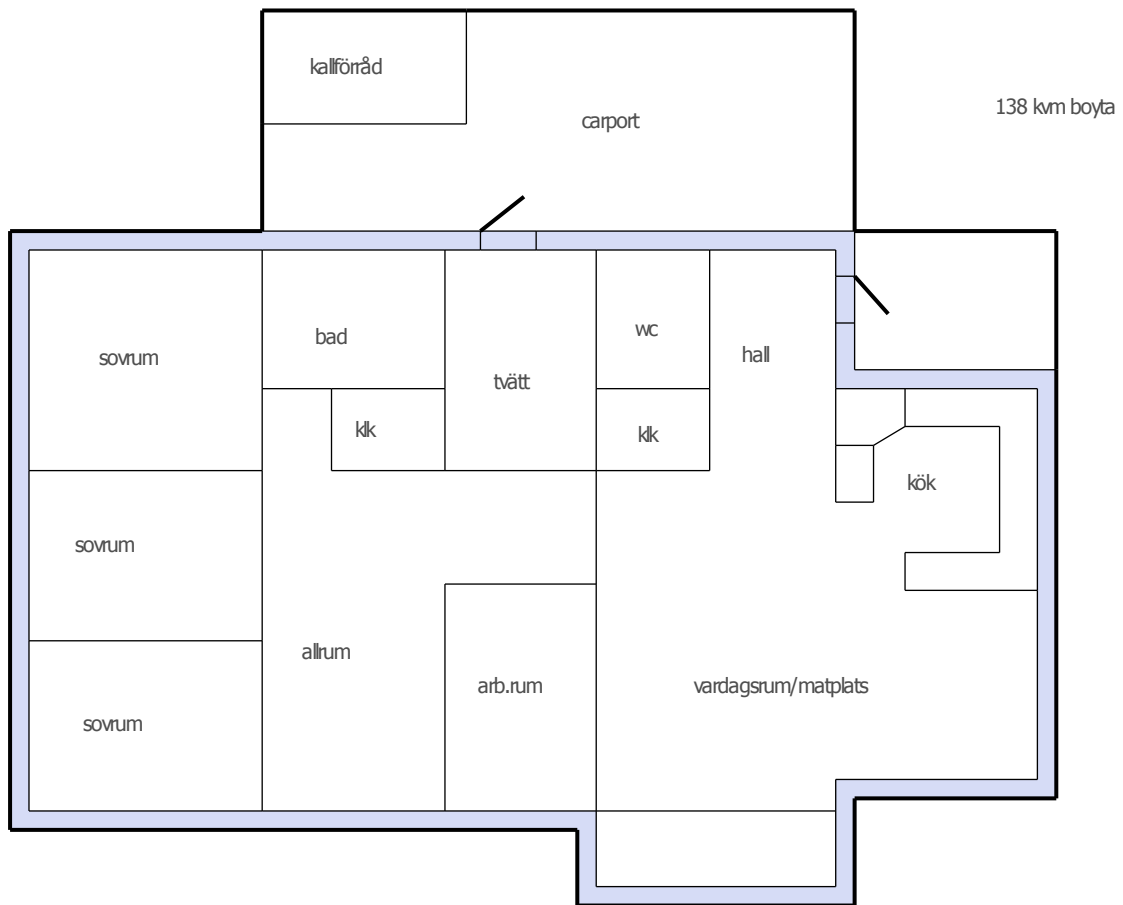 kallförråd
138 kvm boyta
carport
wc
bad
hall
sovrum
tvätt
klk
klk
kök
sovrum
allrum
arb.rum
vardagsrum/matplats
sovrum